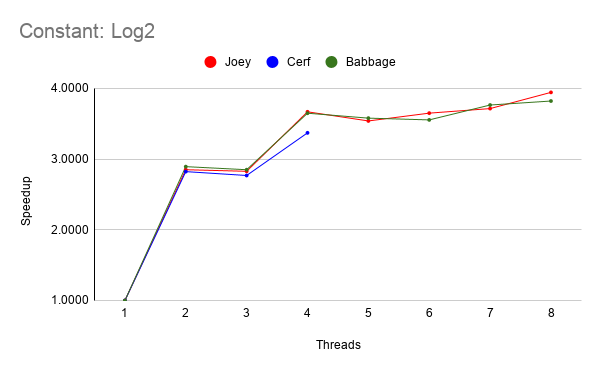 Constant: Log2
Joey Cerf Babbage
4.0000
3.0000
2.0000
1.0000
Speedup
1 2 3 4 5 6 7 8
Threads